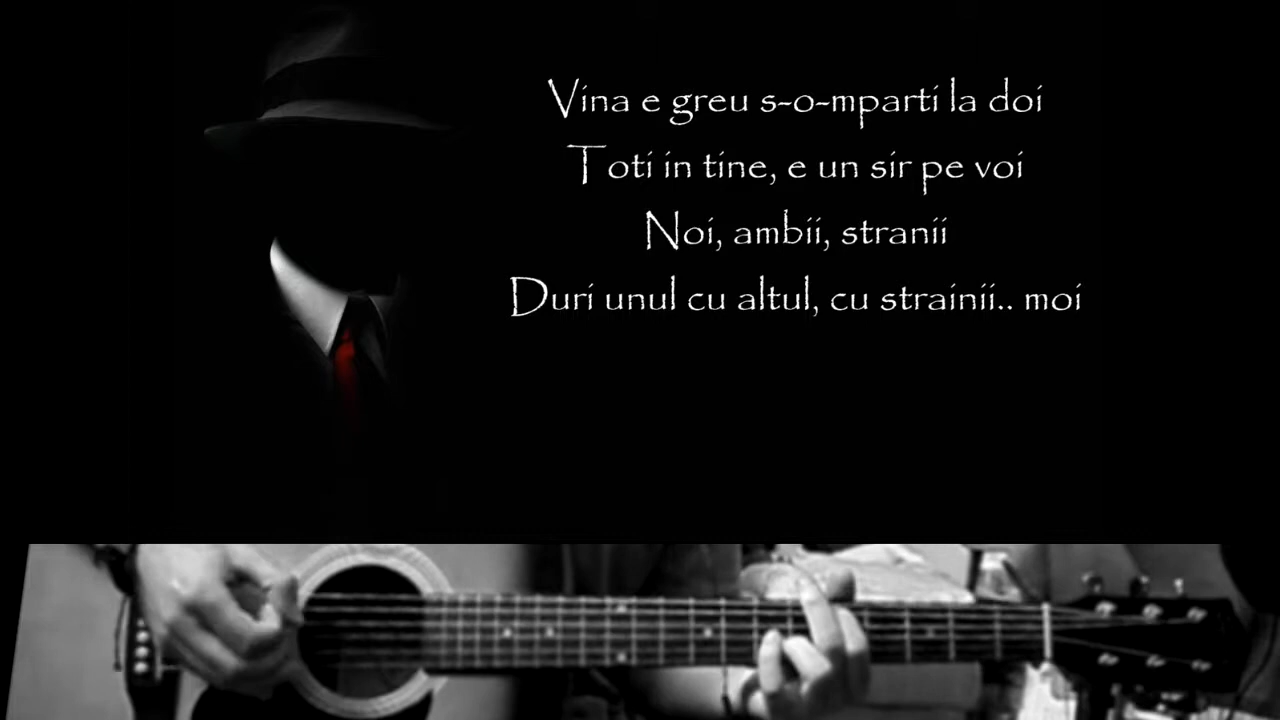 Vina e greu s-o-mparti la doi
Toti in tine, e un sir pe voi
Noi, ambii, stranii
Duri unul cu altul, cu strainii.. moi